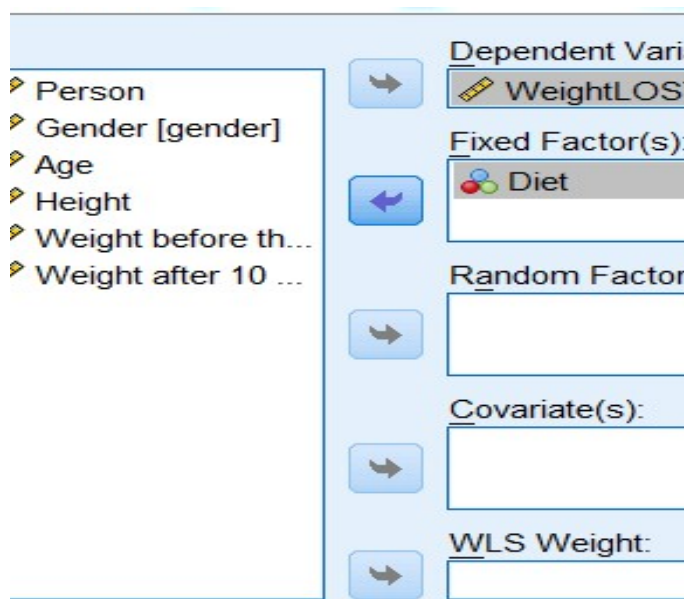 Person
Gender [gender]
Age
Height
Weight before th...
Weight after 10 ...
Dependent Vari
WeightLOS
Fixed Factor(s):
Diet
Random Factor
Covariate(s):
WLS Weight: